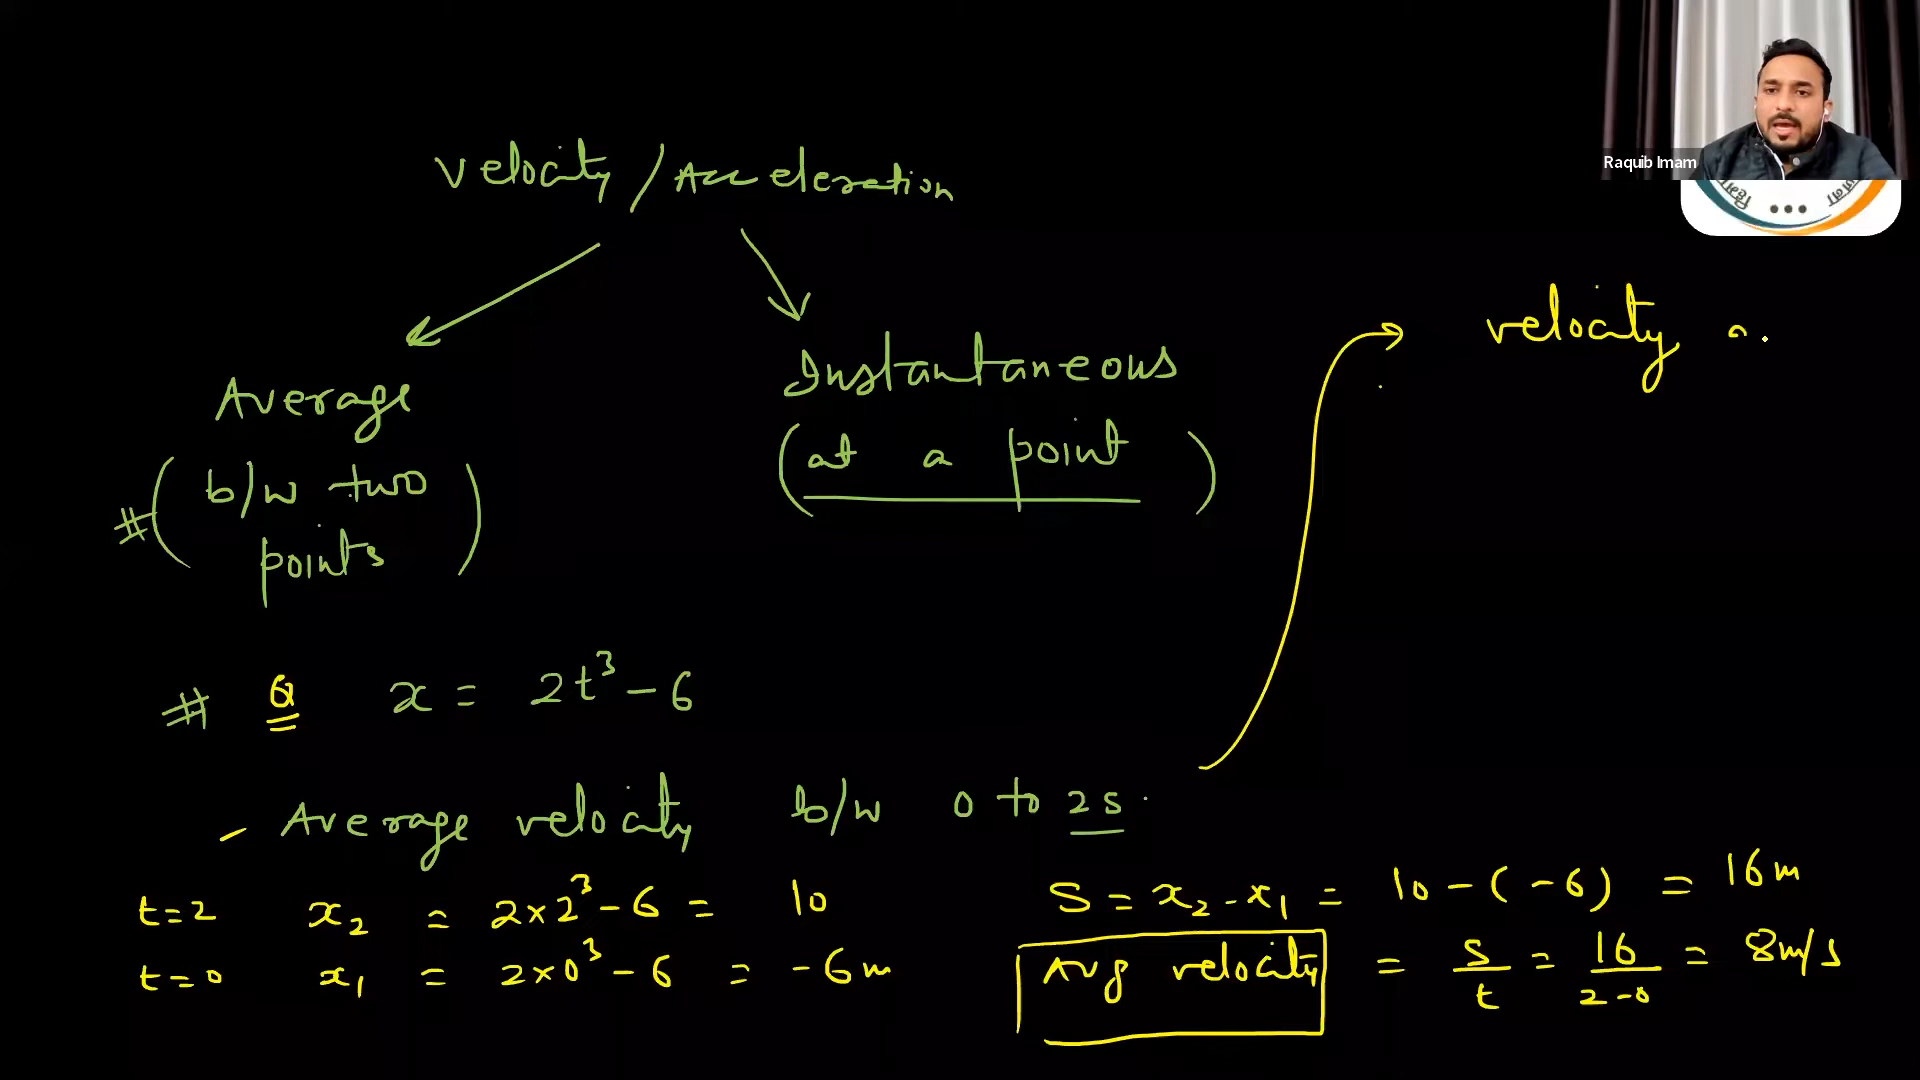 Raquib Imam
Velocity / Acceleration
velocity a.
Average
Instantaneous
# (b/w two points)
(at a point)
# Q x = 2t³ - 6
- Average velocity b/w 0 to 2s.
t=2 x₂ = 2×2³-6 = 10
t=0 x₁ = 2×0³-6 = -6m
S = x₂-x₁ = 10-(-6) = 16m
Avg velocity = S/t = 16/2-0 = 8m/s